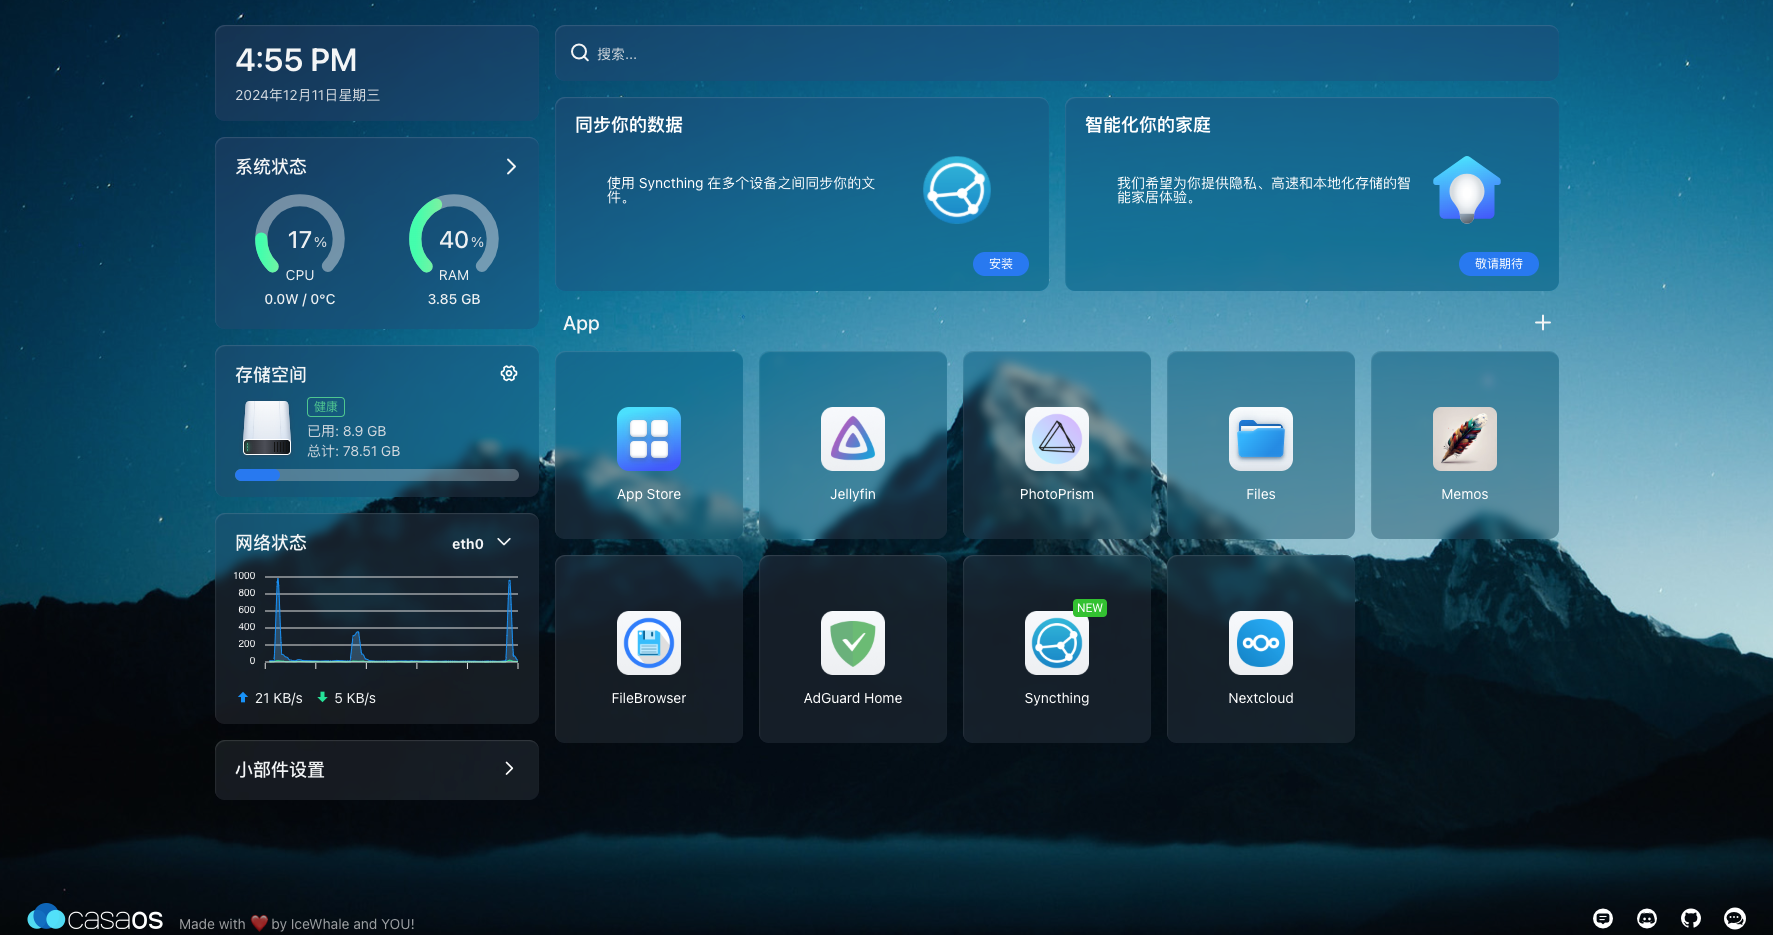 4:55 PM
2024年12月11日星期三
系统状态
17%
CPU
0.0W / 0°C
40%
RAM
3.85 GB
存储空间
健康
已用: 8.9 GB
总计: 78.51 GB
网络状态
eth0
1000
800
600
400
200
0
21 KB/s
5 KB/s
小部件设置
搜索...
同步你的数据
使用 Syncthing 在多个设备之间同步你的文
件。
安装
智能化你的家庭
我们希望为你提供隐私、高速和本地化存储的智
能家居体验。
敬请期待
App
App Store
Jellyfin
PhotoPrism
Files
Memos
FileBrowser
AdGuard Home
NEW
Syncthing
Nextcloud
casaos
Made with ❤️ by IceWhale and YOU!